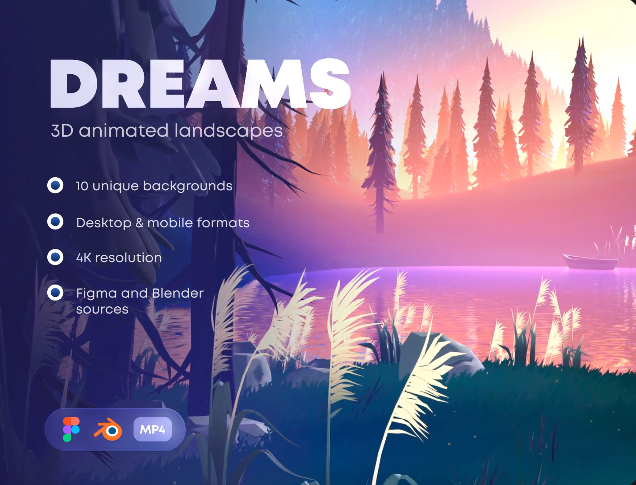 DREAMS
3D animated landscapes
10 unique backgrounds
Desktop & mobile formats
4K resolution
Figma and Blender
sources
MP4